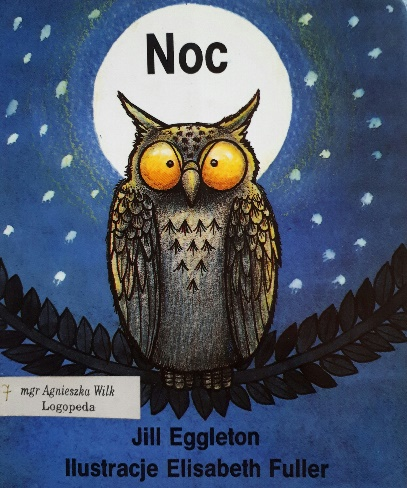 Noc
7 mgr Agnieszka Wilk
Logopeda
Jill Eggleton
Ilustracje Elisabeth Fuller